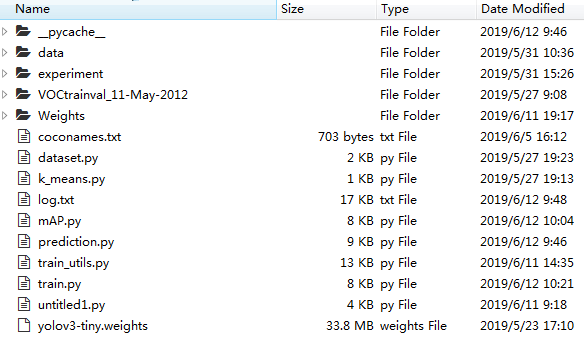 Name Size Type Date Modified
__pycache__ File Folder 2019/6/12 9:46
data File Folder 2019/5/31 10:36
experiment File Folder 2019/5/31 15:26
VOCtrainval_11-May-2012 File Folder 2019/5/27 9:08
Weights File Folder 2019/6/11 19:17
coconames.txt 703 bytes txt File 2019/6/5 16:12
dataset.py 2 KB py File 2019/5/27 19:23
k_means.py 1 KB py File 2019/5/27 19:13
log.txt 17 KB txt File 2019/6/12 9:48
mAP.py 8 KB py File 2019/6/12 10:04
prediction.py 9 KB py File 2019/6/12 9:46
train_utils.py 13 KB py File 2019/6/11 14:35
train.py 8 KB py File 2019/6/12 10:21
untitled1.py 4 KB py File 2019/6/11 9:18
yolov3-tiny.weights 33.8 MB weights File 2019/5/23 17:10